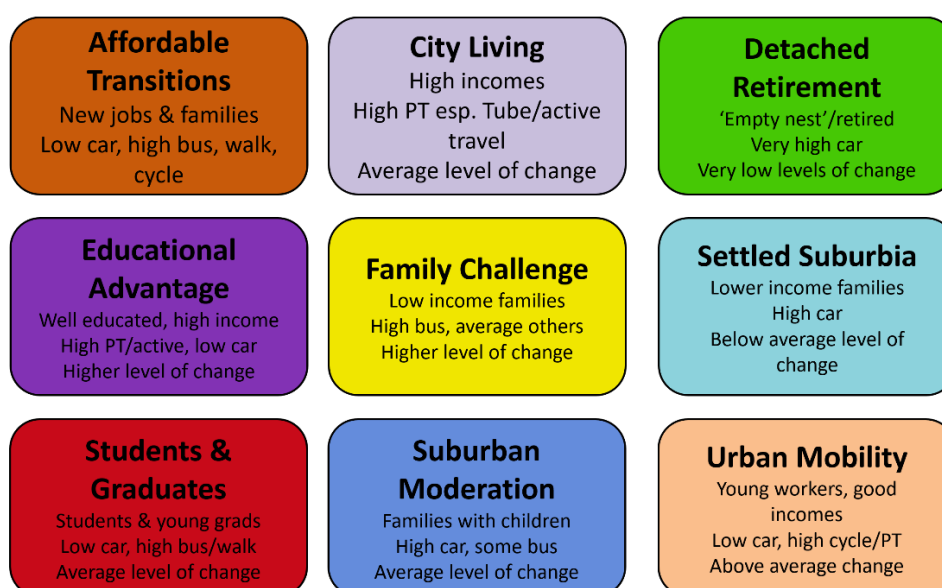 Affordable
Transitions
New jobs & families
Low car, high bus, walk,
cycle
City Living
High incomes
High PT esp. Tube/active
travel
Average level of change
Detached
Retirement
‘Empty nest’/retired
Very high car
Very low levels of change
Educational
Advantage
Well educated, high income
High PT/active, low car
Higher level of change
Family Challenge
Low income families
High bus, average others
Higher level of change
Settled Suburbia
Lower income families
High car
Below average level of
change
Students &
Graduates
Students & young grads
Low car, high bus/walk
Average level of change
Suburban
Moderation
Families with children
High car, some bus
Average level of change
Urban Mobility
Young workers, good
incomes
Low car, high cycle/PT
Above average change